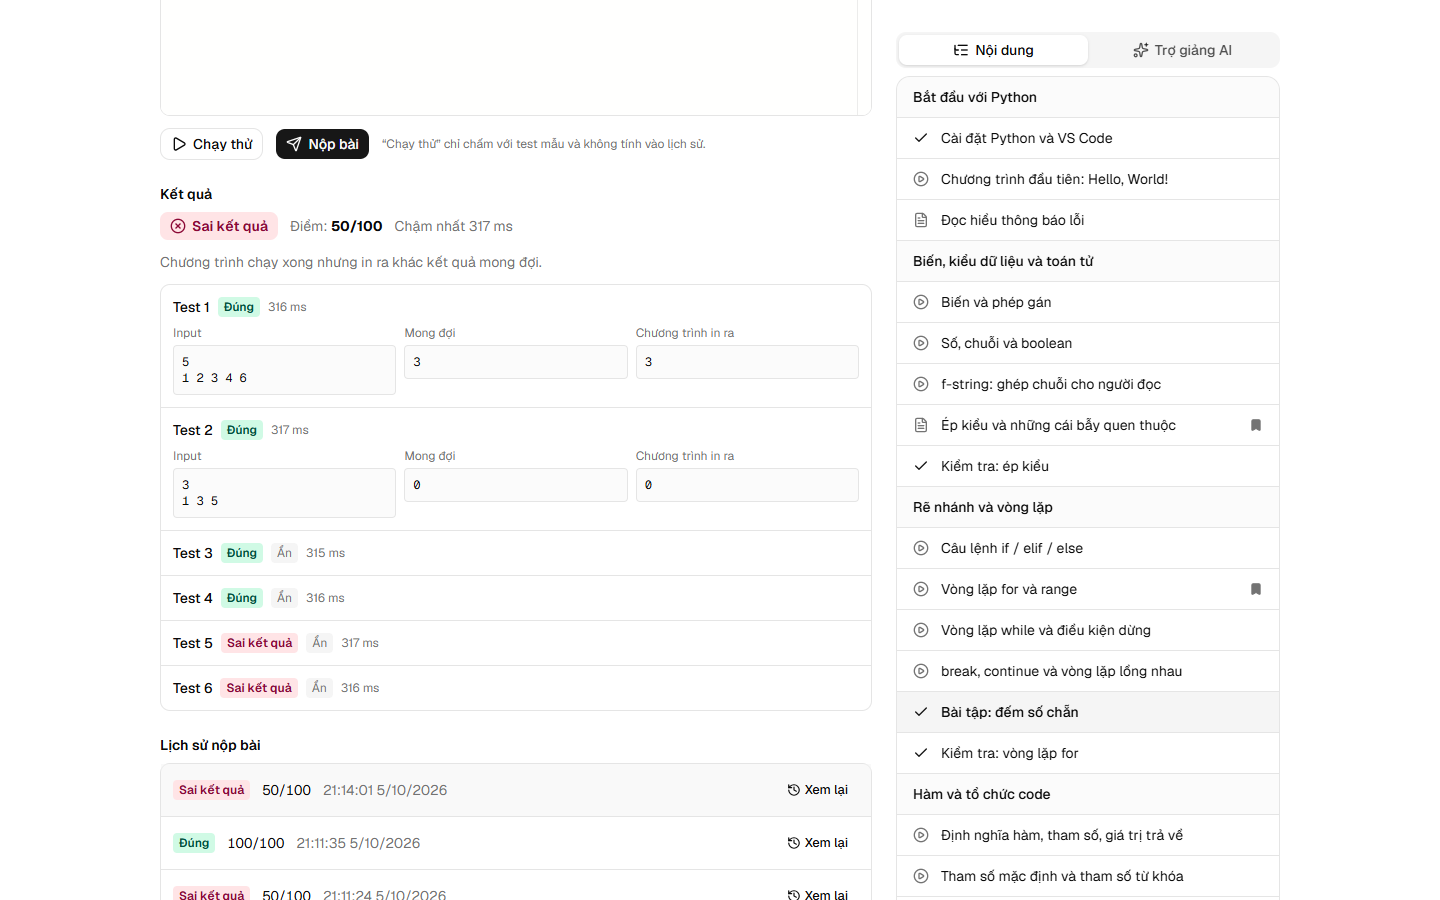 Chạy thử
Nộp bài
“Chạy thử” chỉ chấm với test mẫu và không tính vào lịch sử.
Kết quả
Sai kết quả
Điểm: 50/100
Chậm nhất 317 ms
Chương trình chạy xong nhưng in ra khác kết quả mong đợi.
Test 1 Đúng 316 ms
Input
5
1 2 3 4 6
Mong đợi
3
Chương trình in ra
3
Test 2 Đúng 317 ms
Input
3
1 3 5
Mong đợi
0
Chương trình in ra
0
Test 3 Đúng Ẩn 315 ms
Test 4 Đúng Ẩn 316 ms
Test 5 Sai kết quả Ẩn 317 ms
Test 6 Sai kết quả Ẩn 316 ms
Lịch sử nộp bài
Sai kết quả 50/100 21:14:01 5/10/2026 Xem lại
Đúng 100/100 21:11:35 5/10/2026 Xem lại
Sai kết quả 50/100 21:11:24 5/10/2026 Xem lại
Nội dung
Trợ giảng AI
Bắt đầu với Python
Cài đặt Python và VS Code
Chương trình đầu tiên: Hello, World!
Đọc hiểu thông báo lỗi
Biến, kiểu dữ liệu và toán tử
Biến và phép gán
Số, chuỗi và boolean
f-string: ghép chuỗi cho người đọc
Ép kiểu và những cái bẫy quen thuộc
Kiểm tra: ép kiểu
Rẽ nhánh và vòng lặp
Câu lệnh if / elif / else
Vòng lặp for và range
Vòng lặp while và điều kiện dừng
break, continue và vòng lặp lồng nhau
Bài tập: đếm số chẵn
Kiểm tra: vòng lặp for
Hàm và tổ chức code
Định nghĩa hàm, tham số, giá trị trả về
Tham số mặc định và tham số từ khóa